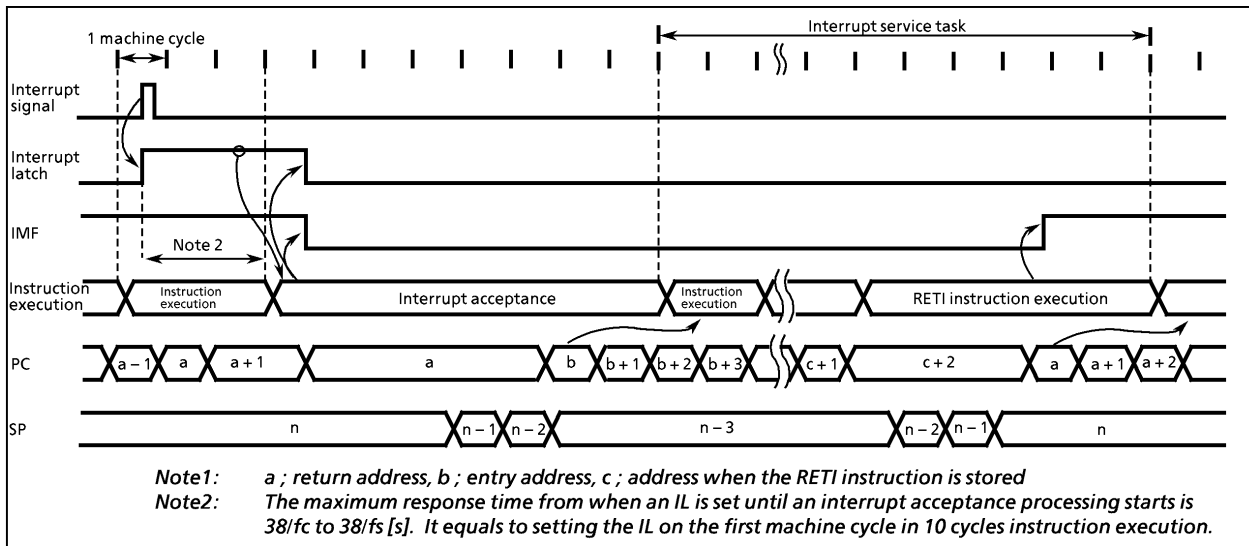 Interrupt service task
1 machine cycle
Interrupt
signal
Interrupt
latch
IMF
Note 2
Instruction
execution
Instruction
execution
Interrupt acceptance
Instruction
execution
RETI instruction execution
PC
a – 1
a
a + 1
a
b
b + 1
b + 2
b + 3
c + 1
c + 2
a
a + 1
a + 2
SP
n
n – 1
n – 2
n – 3
n – 2
n – 1
n
Note1: a ; return address, b ; entry address, c ; address when the RETI instruction is stored
Note2: The maximum response time from when an IL is set until an interrupt acceptance processing starts is
38/fc to 38/fs [s]. It equals to setting the IL on the first machine cycle in 10 cycles instruction execution.